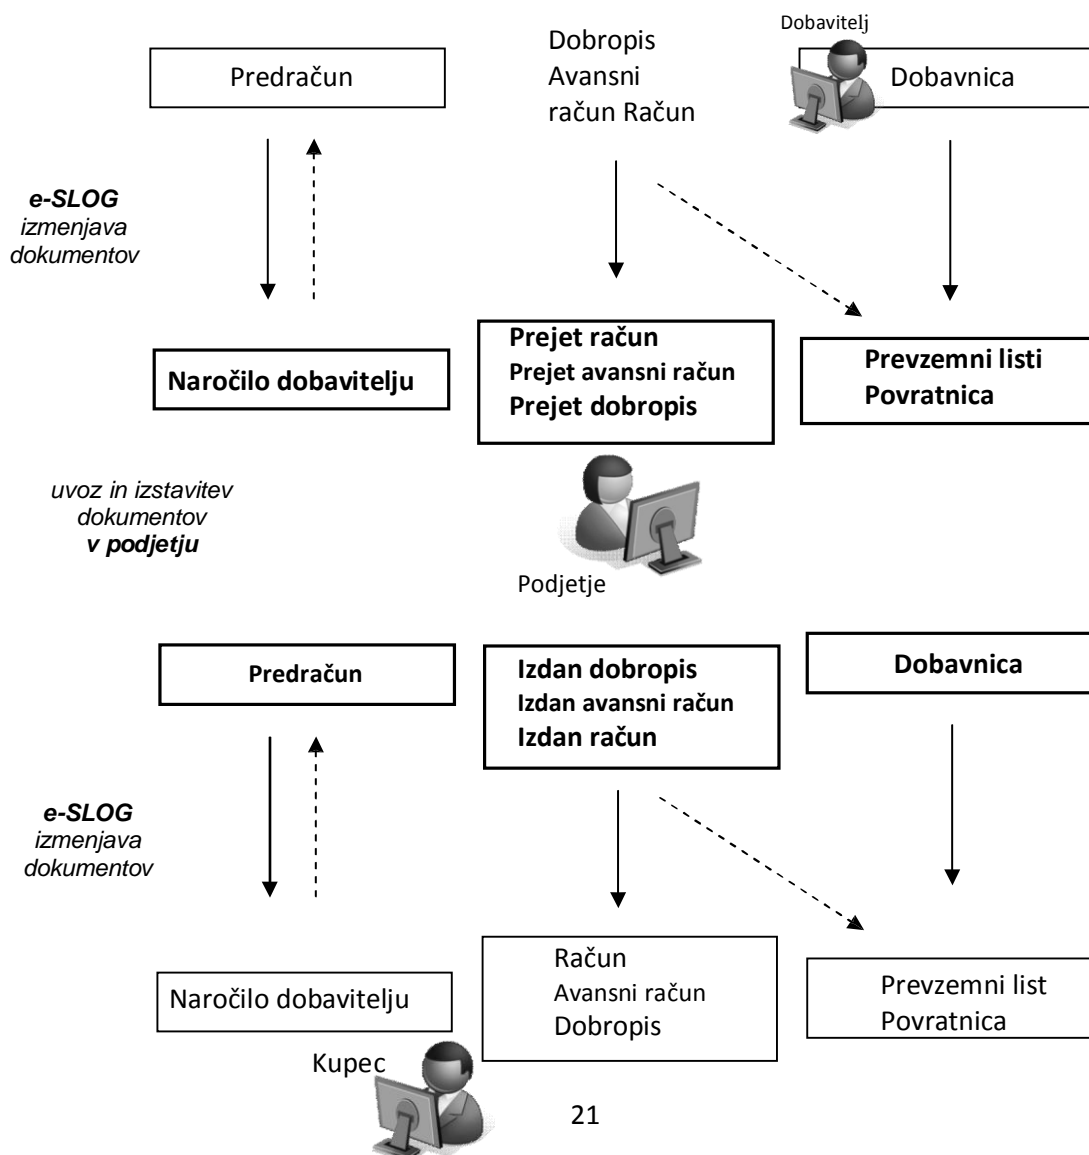 Dobavitelj
Predračun
Dobropis
Avansni
račun Račun
Dobavnica
e-SLOG
izmenjava
dokumentov
Naročilo dobavitelju
Prejet račun
Prejet avansni račun
Prejet dobropis
Prevzemni listi
Povratnica
uvoz in izstavitev
dokumentov
v podjetju
Podjetje
Predračun
Izdan dobropis
Izdan avansni račun
Izdan račun
Dobavnica
e-SLOG
izmenjava
dokumentov
Naročilo dobavitelju
Račun
Avansni račun
Dobropis
Prevzemni list
Povratnica
Kupec
21